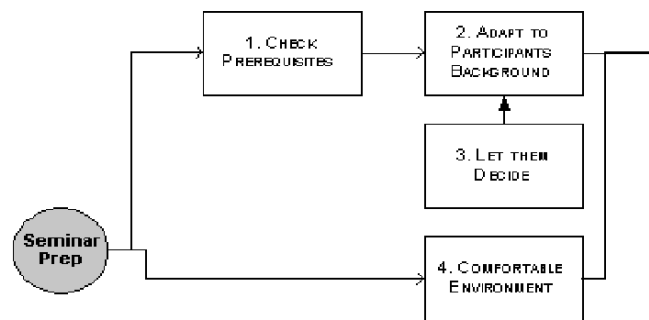 1. CHECK
PREREQUISITES
2. ADAPT TO
PARTICIPANTS
BACKGROUND
3. LET THEM
DECIDE
Seminar
Prep
4. COMFORTABLE
ENVIRONMENT